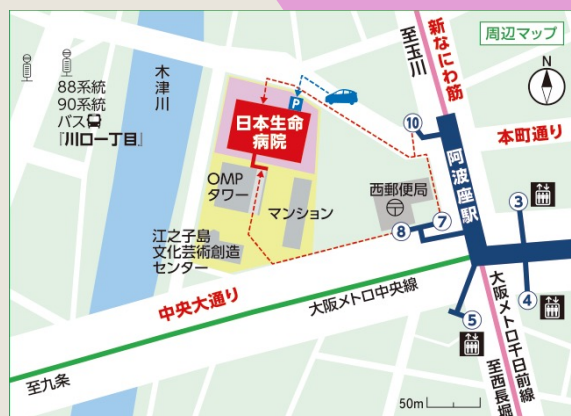 周辺マップ
N
新なにわ筋
至玉川
88系統
90系統
バス
『川口一丁目』
木津川
P
日本生命
病院
10
本町通り
阿波座駅
OMP
タワー
マンション
西郵便局
7
8
3
江之子島
文化芸術創造
センター
中央大通り
大阪メトロ中央線
4
5
大阪メトロ千日前線
至西長堀
至九条
50m